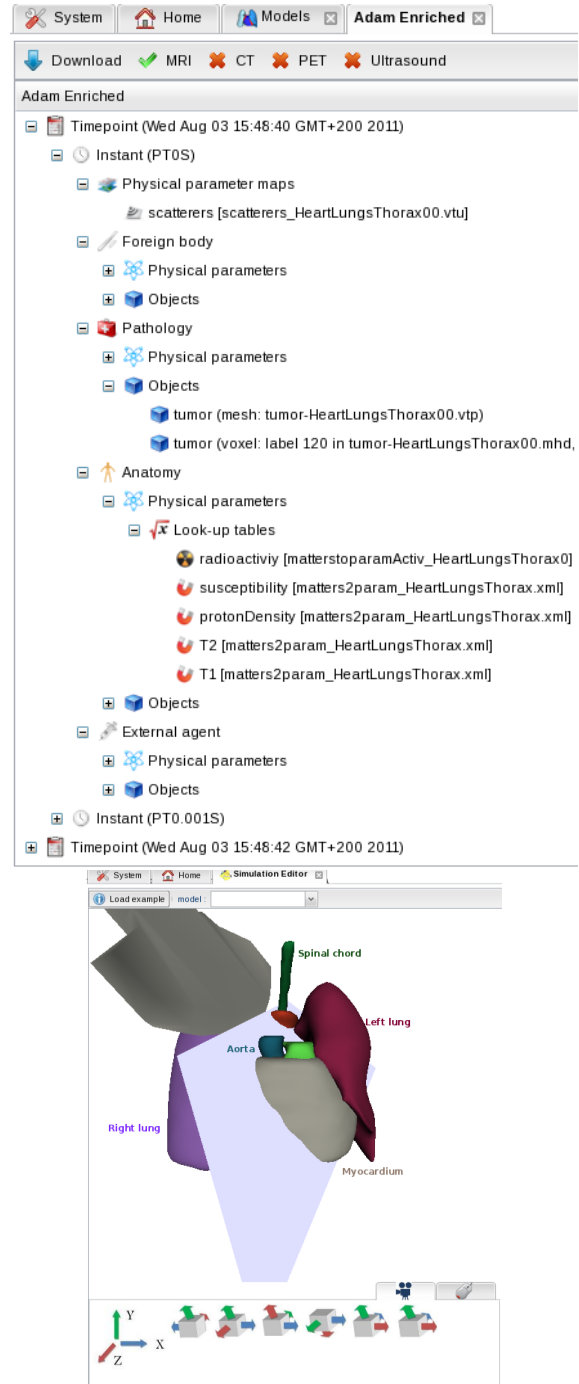 System Home Models Adam Enriched
Download MRI CT PET Ultrasound
Adam Enriched
Timepoint (Wed Aug 03 15:48:40 GMT+200 2011)
Instant (PT0S)
Physical parameter maps
scatterers [scatterers_HeartLungsThorax00.vtu]
Foreign body
Physical parameters
Objects
Pathology
Physical parameters
Objects
tumor (mesh: tumor-HeartLungsThorax00.vtp)
tumor (voxel: label 120 in tumor-HeartLungsThorax00.mhd,
Anatomy
Physical parameters
√x Look-up tables
radioactiviy [matterstoparamActiv_HeartLungsThorax0]
susceptibility [matters2param_HeartLungsThorax.xml]
protonDensity [matters2param_HeartLungsThorax.xml]
T2 [matters2param_HeartLungsThorax.xml]
T1 [matters2param_HeartLungsThorax.xml]
Objects
External agent
Physical parameters
Objects
Instant (PT0.001S)
Timepoint (Wed Aug 03 15:48:42 GMT+200 2011)
System Home Simulation Editor
Load example model :
Spinal chord
Left lung
Aorta
Right lung
Myocardium
Y
X
Z